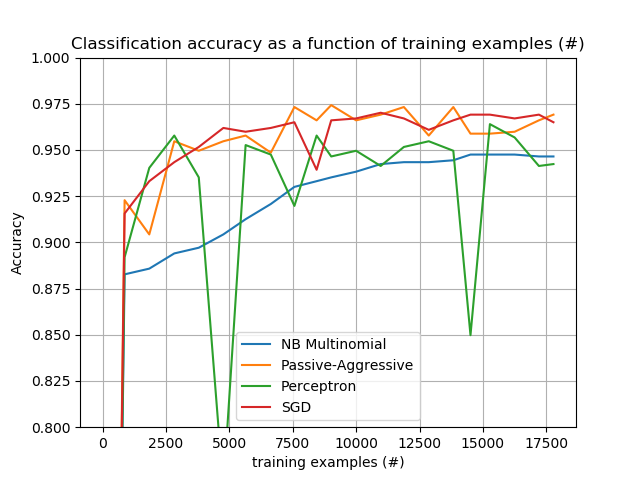 Classification accuracy as a function of training examples (#)
1.000
0.975
0.950
0.925
0.900
0.875
0.850
0.825
0.800
Accuracy
NB Multinomial
Passive-Aggressive
Perceptron
SGD
0 2500 5000 7500 10000 12500 15000 17500
training examples (#)